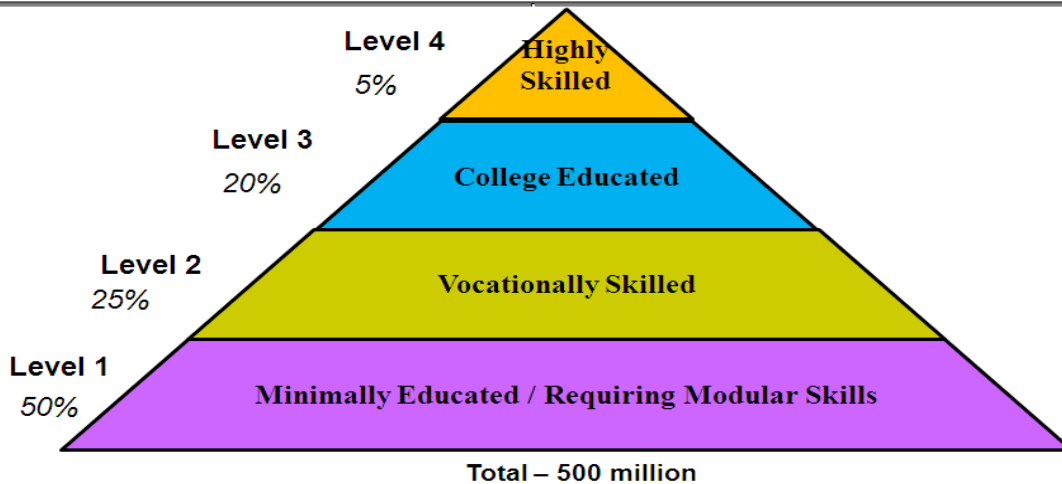 Level 4
5%
Highly
Skilled
Level 3
20%
College Educated
Level 2
25%
Vocationally Skilled
Level 1
50%
Minimally Educated / Requiring Modular Skills
Total – 500 million